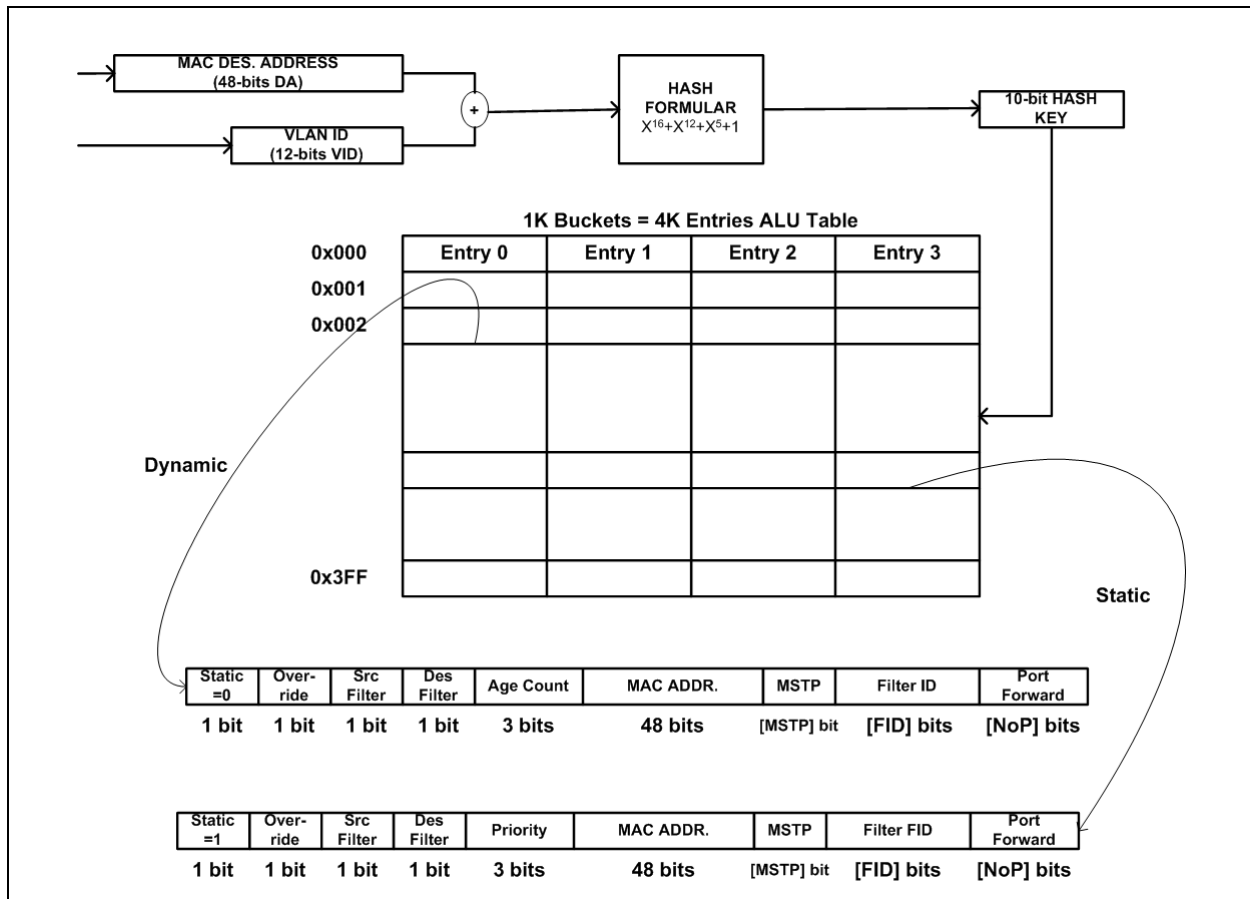 MAC DES. ADDRESS
(48-bits DA)
+
VLAN ID
(12-bits VID)
HASH
FORMULAR
X¹⁶+X¹²+X⁵+1
10-bit HASH
KEY
1K Buckets = 4K Entries ALU Table
0x000 Entry 0 Entry 1 Entry 2 Entry 3
0x001
0x002
0x3FF
Dynamic
Static
Static
=0
Over-
ride
Src
Filter
Des
Filter
Age Count
MAC ADDR.
MSTP
Filter ID
Port
Forward
1 bit 1 bit 1 bit 1 bit 3 bits 48 bits [MSTP] bit [FID] bits [NoP] bits
Static
=1
Over-
ride
Src
Filter
Des
Filter
Priority
MAC ADDR.
MSTP
Filter FID
Port
Forward
1 bit 1 bit 1 bit 1 bit 3 bits 48 bits [MSTP] bit [FID] bits [NoP] bits